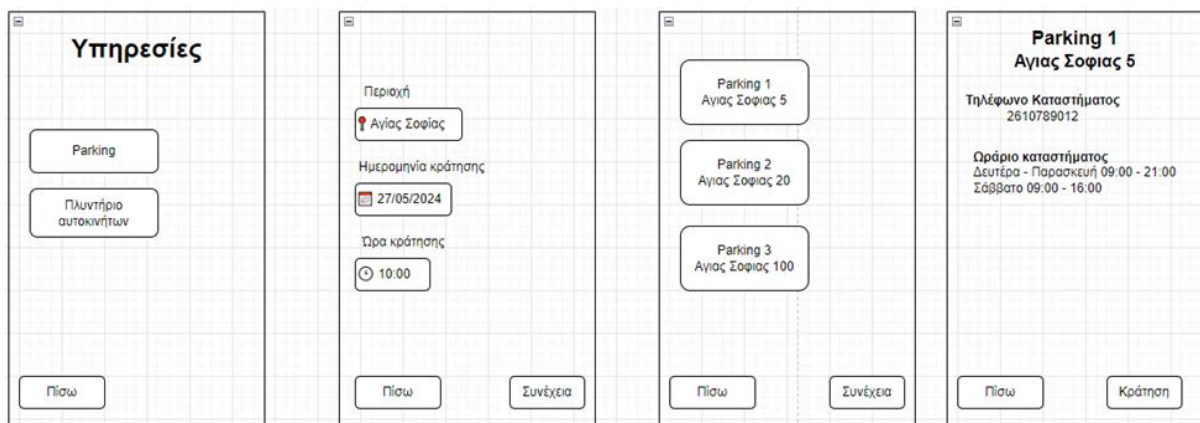 Υπηρεσίες
Parking
Πλυντήριο
αυτοκινήτων
Πίσω
Περιοχή
Αγίας Σοφίας
Ημερομηνία κράτησης
27/05/2024
Ώρα κράτησης
10:00
Πίσω
Συνέχεια
Parking 1
Αγιας Σοφιας 5
Parking 2
Αγιας Σοφιας 20
Parking 3
Αγιας Σοφιας 100
Πίσω
Συνέχεια
Parking 1
Αγιας Σοφιας 5
Τηλέφωνο Καταστήματος
2610789012
Ωράριο καταστήματος
Δευτέρα - Παρασκευή 09:00 - 21:00
Σάββατο 09:00 - 16:00
Πίσω
Κράτηση